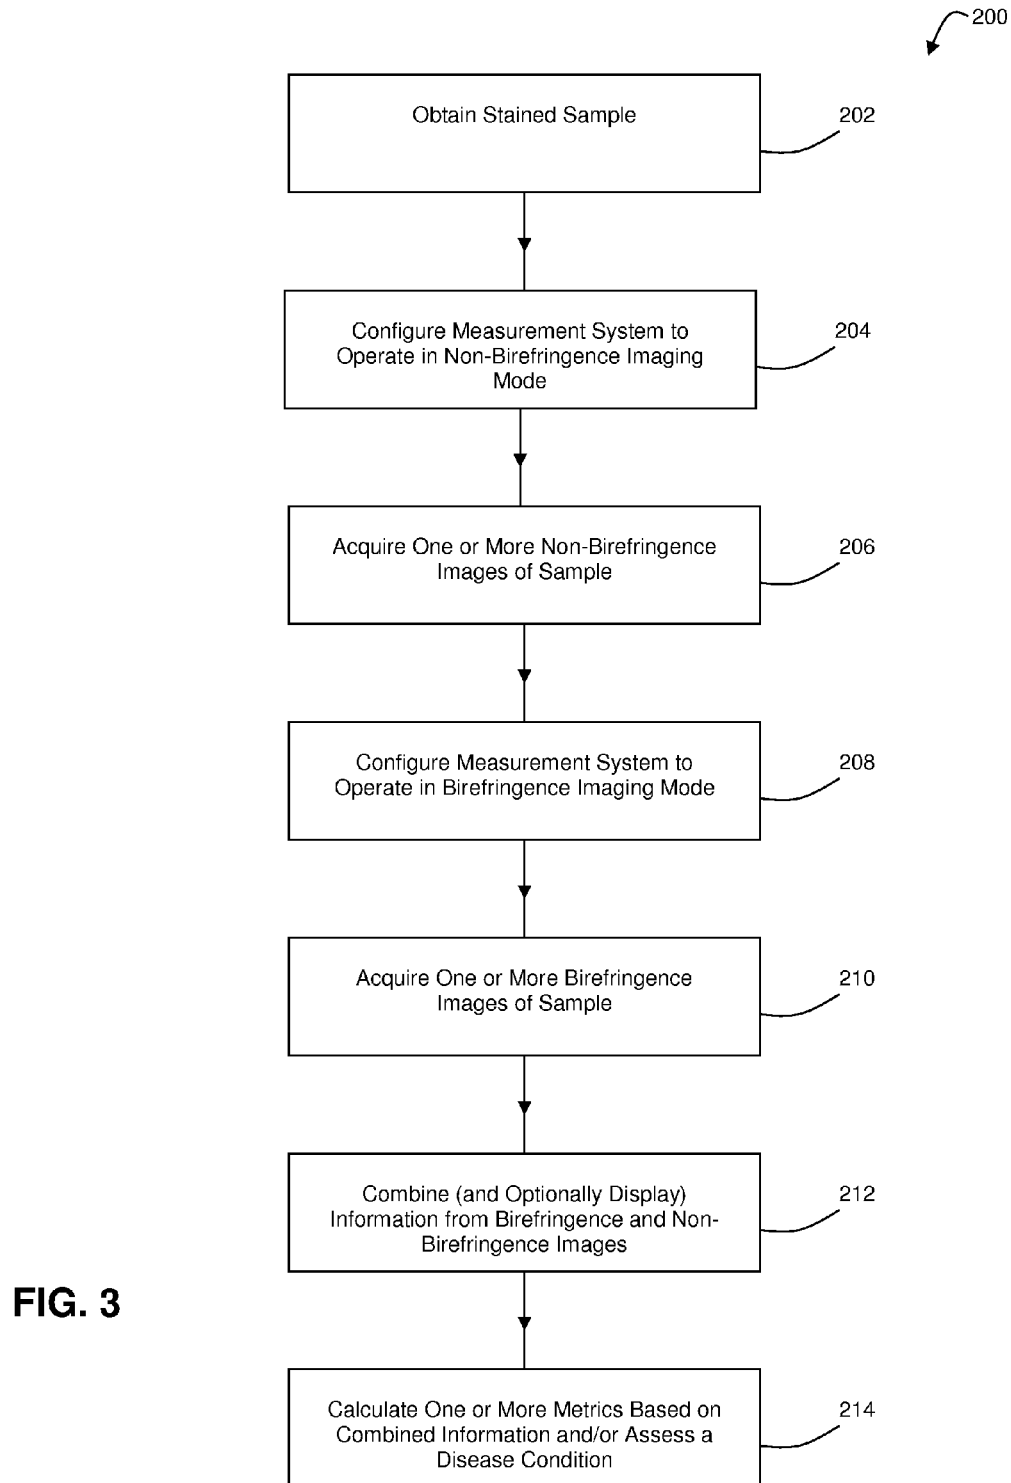 200
Obtain Stained Sample
202
Configure Measurement System to
Operate in Non-Birefringence Imaging
Mode
204
Acquire One or More Non-Birefringence
Images of Sample
206
Configure Measurement System to
Operate in Birefringence Imaging Mode
208
Acquire One or More Birefringence
Images of Sample
210
Combine (and Optionally Display)
Information from Birefringence and Non-
Birefringence Images
212
FIG. 3
Calculate One or More Metrics Based on
Combined Information and/or Assess a
Disease Condition
214